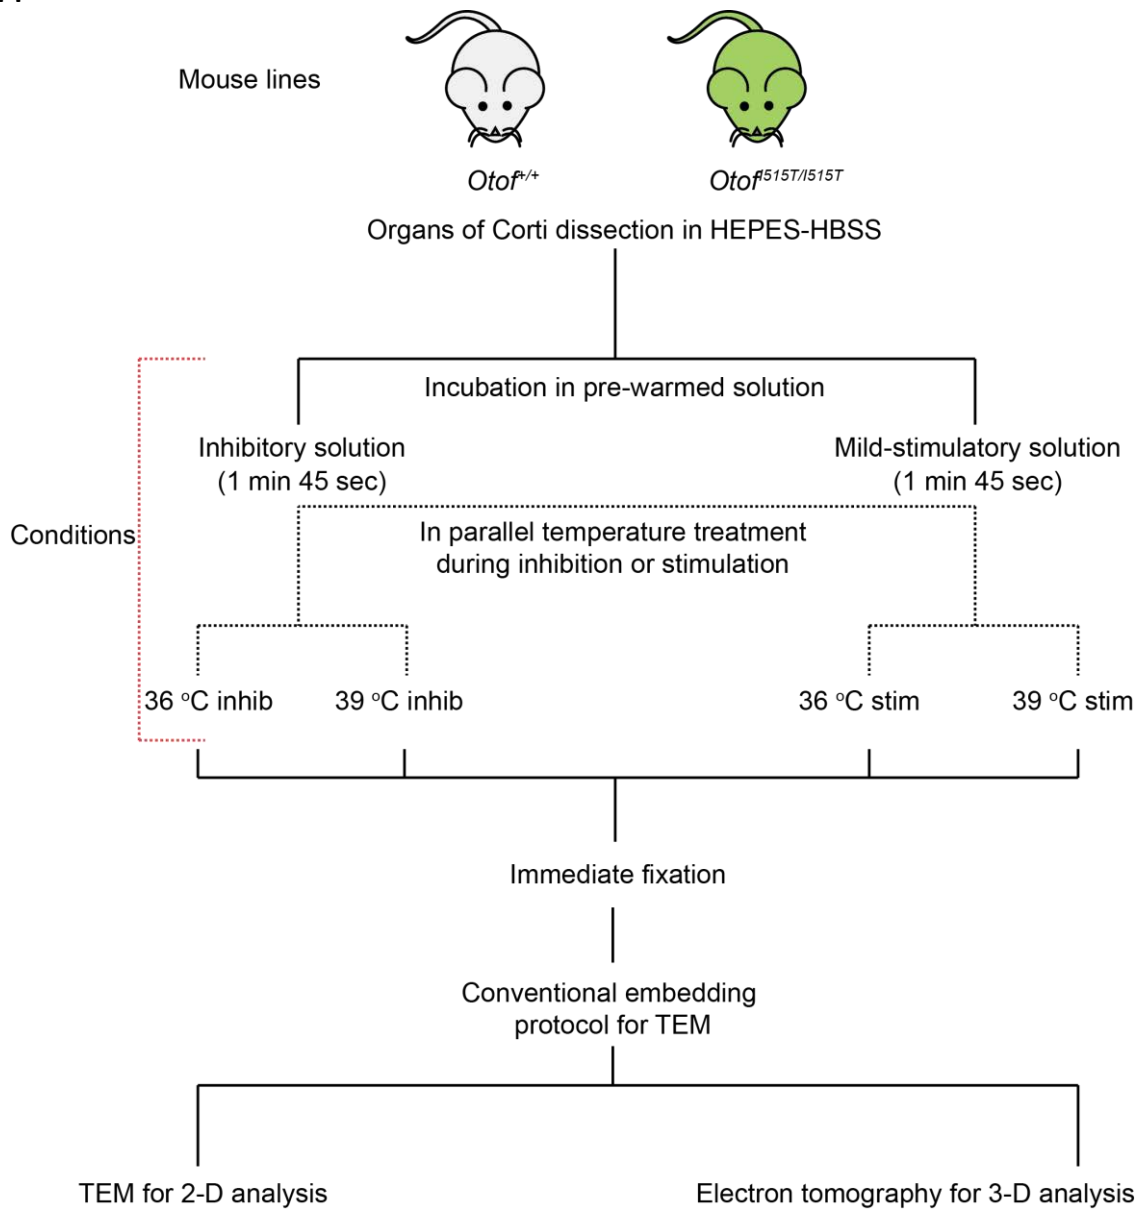 Mouse lines
Otof+/+
OtofI515T/I515T
Organs of Corti dissection in HEPES-HBSS
Incubation in pre-warmed solution
Inhibitory solution
(1 min 45 sec)
Mild-stimulatory solution
(1 min 45 sec)
Conditions
In parallel temperature treatment
during inhibition or stimulation
36 °C inhib
39 °C inhib
36 °C stim
39 °C stim
Immediate fixation
Conventional embedding
protocol for TEM
TEM for 2-D analysis
Electron tomography for 3-D analysis